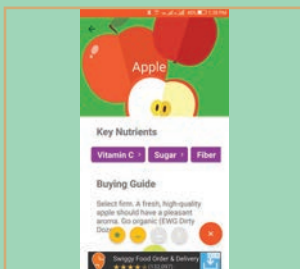 Apple
Key Nutrients
Vitamin C Sugar Fiber
Buying Guide
Select firm. A fresh, high-quality
apple should have a pleasant
aroma. Go organic (EWG Dirty
Swiggy Food Order & Delivery